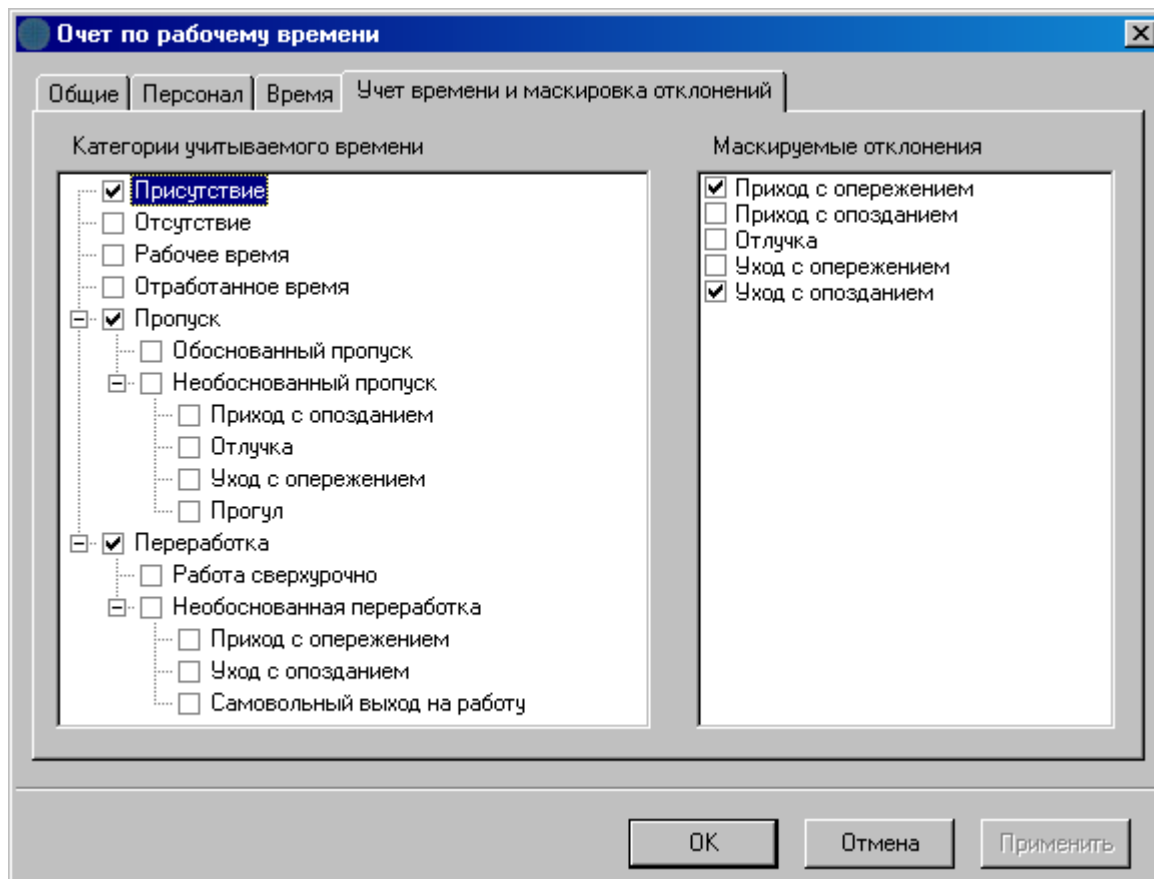 Очет по рабочему времени
Общие Персонал Время Учет времени и маскировка отклонений
Категории учитываемого времени
Присутствие
Отсутствие
Рабочее время
Отработанное время
Пропуск
Обоснованный пропуск
Необоснованный пропуск
Приход с опозданием
Отлучка
Уход с опережением
Прогул
Переработка
Работа сверхурочно
Необоснованная переработка
Приход с опережением
Уход с опозданием
Самовольный выход на работу
Маскируемые отклонения
Приход с опережением
Приход с опозданием
Отлучка
Уход с опережением
Уход с опозданием
OK Отмена Применить